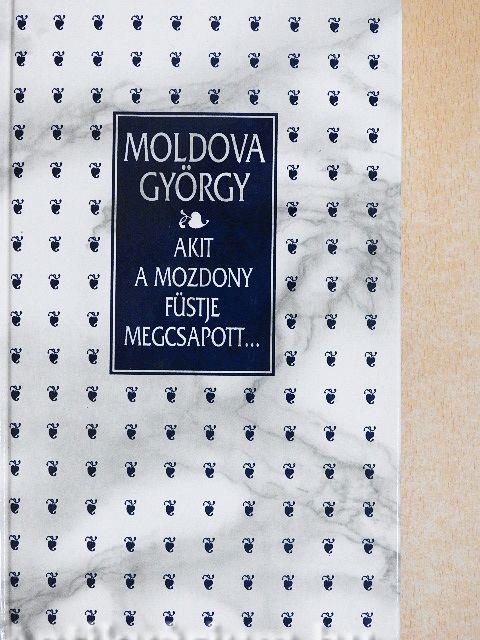 MOLDOVA
GYÖRGY
AKIT
A MOZDONY
FÜSTJE
MEGCSAPOTT...